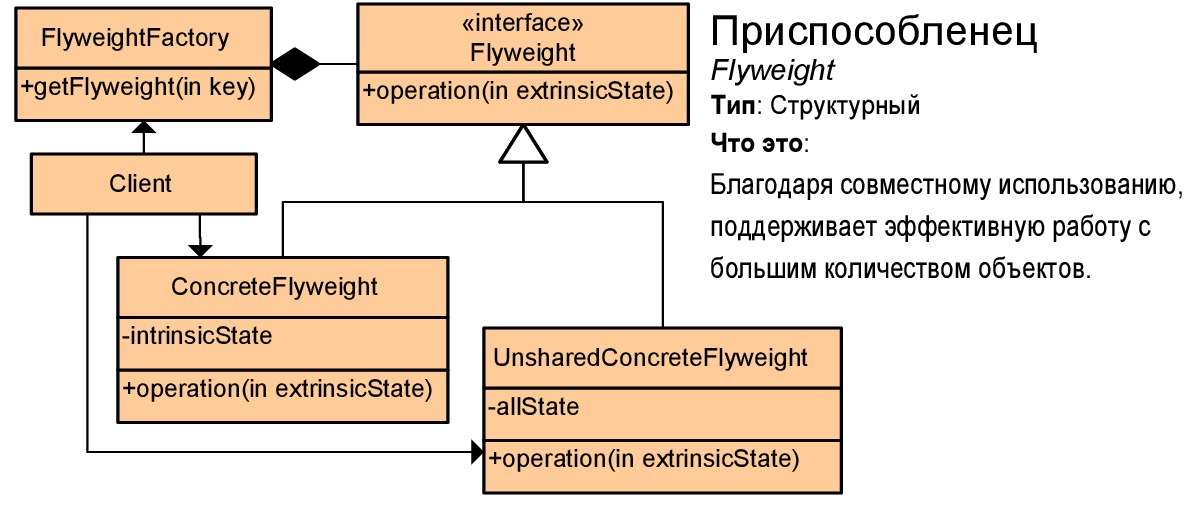 FlyweightFactory
+getFlyweight(in key)
«interface»
Flyweight
+operation(in extrinsicState)
Client
ConcreteFlyweight
-intrinsicState
+operation(in extrinsicState)
UnsharedConcreteFlyweight
-allState
+operation(in extrinsicState)
Приспособленец
Flyweight
Тип: Структурный
Что это:
Благодаря совместному использованию,
поддерживает эффективную работу с
большим количеством объектов.